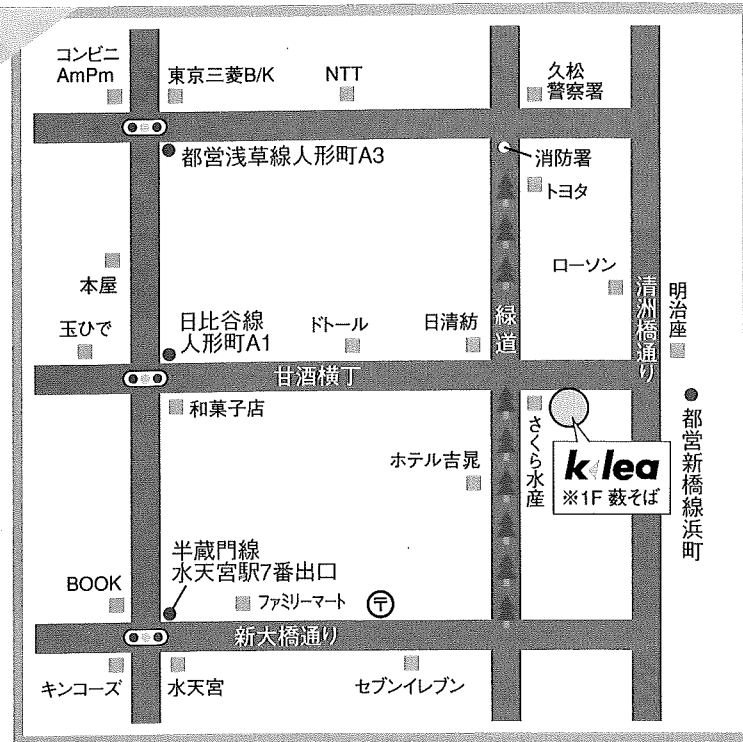 コンビニ
AmPm
東京三菱B/K
NTT
久松
警察署
都営浅草線人形町A3
消防署
トヨタ
本屋
ローソン
清洲橋通り
明治座
玉ひで
日比谷線
人形町A1
ドトール
日清紡
緑道
甘酒横丁
和菓子店
さくら水産
都営新橋線浜町
ホテル吉晃
k lea
※1F 薮そば
半蔵門線
水天宮駅7番出口
BOOK
ファミリーマート
〒
新大橋通り
キンコーズ
水天宮
セブンイレブン